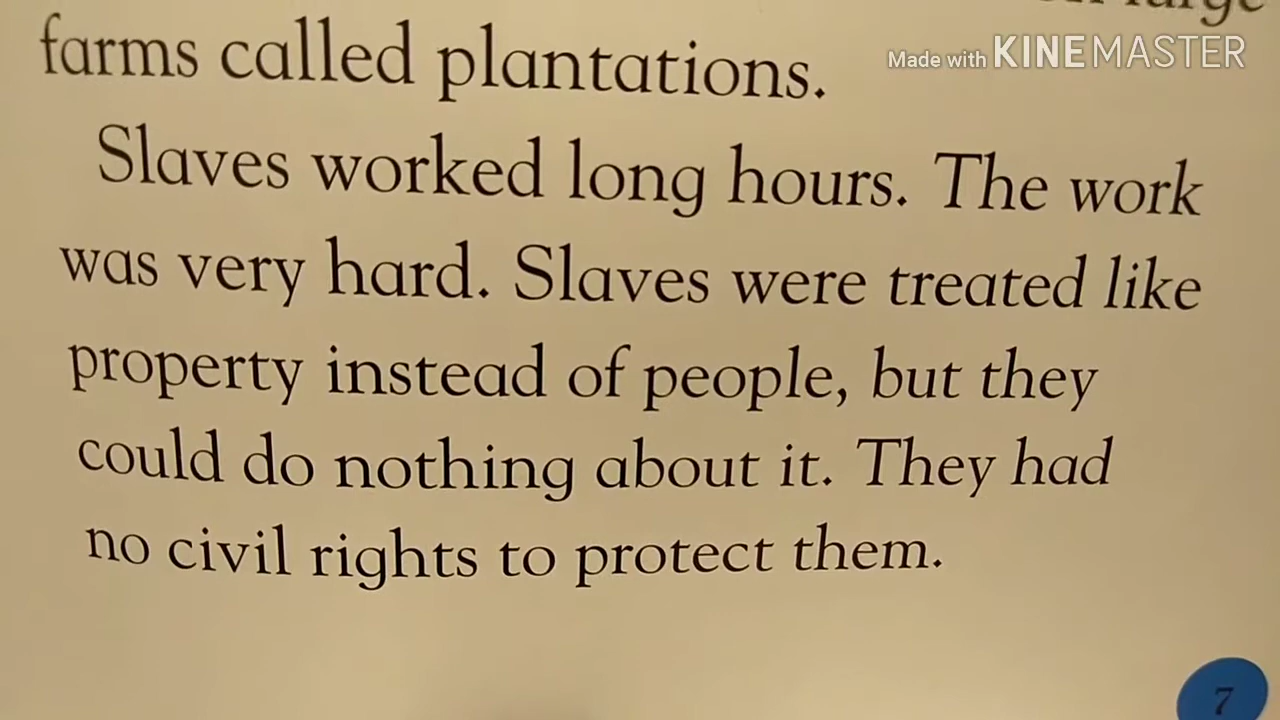 large
farms called plantations.
Made with KINEMASTER
Slaves worked long hours. The work
was very hard. Slaves were treated like
property instead of people, but they
could do nothing about it. They had
no civil rights to protect them.
7